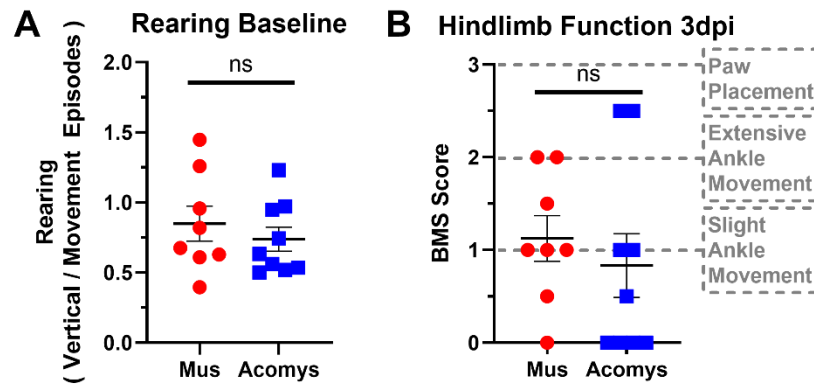 A
Rearing Baseline
Rearing
( Vertical / Movement Episodes )
2.0
1.5
1.0
0.5
0.0
ns
Mus
Acomys
B
Hindlimb Function 3dpi
BMS Score
3
2
1
0
ns
Mus
Acomys
Paw
Placement
Extensive
Ankle
Movement
Slight
Ankle
Movement